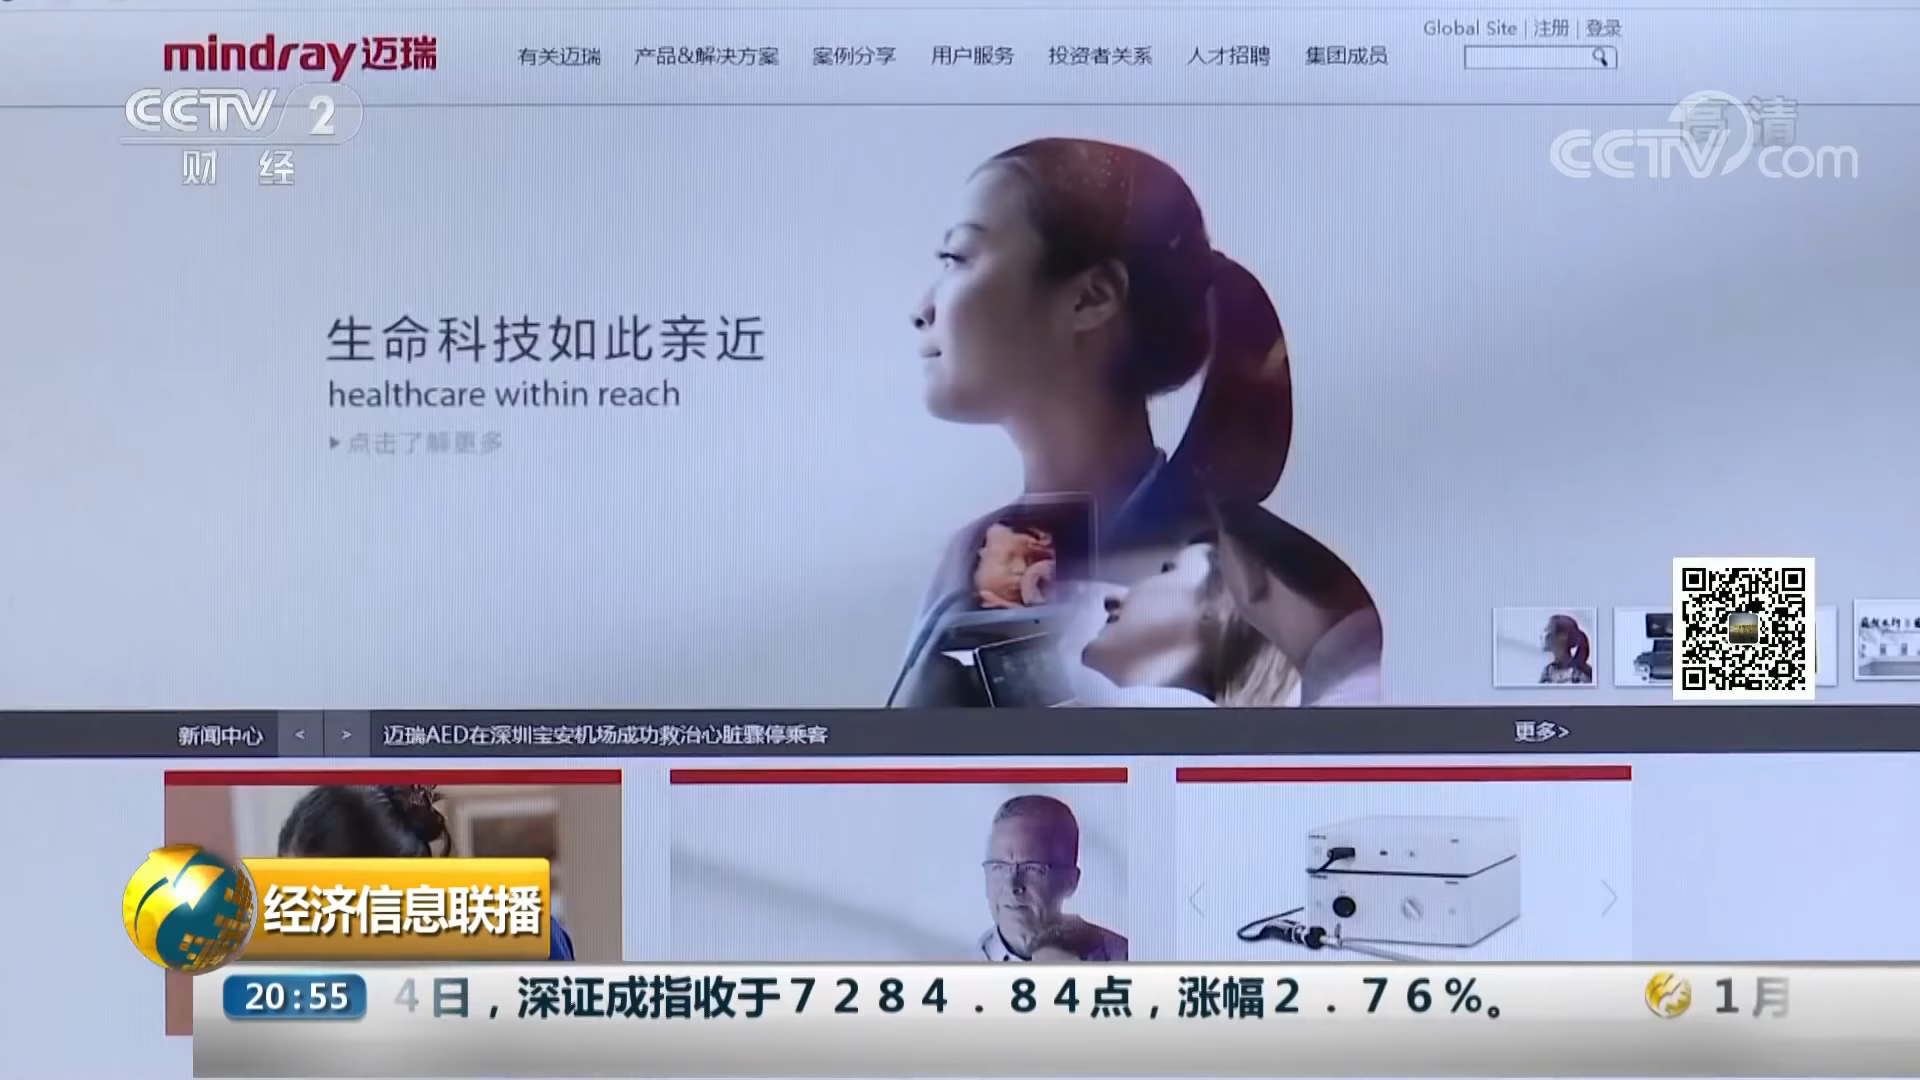 Global Site | 注册 | 登录
mindray迈瑞
有关迈瑞 产品&解决方案 案例分享 用户服务 投资者关系 人才招聘 集团成员
CCTV 2
财 经
高清
CCTV.com
生命科技如此亲近
healthcare within reach
点击了解更多
新闻中心 < > 迈瑞AED在深圳宝安机场成功救治心脏骤停乘客 更多>
经济信息联播
20:55 4日，深证成指收于7284.84点，涨幅2.76%。 1月